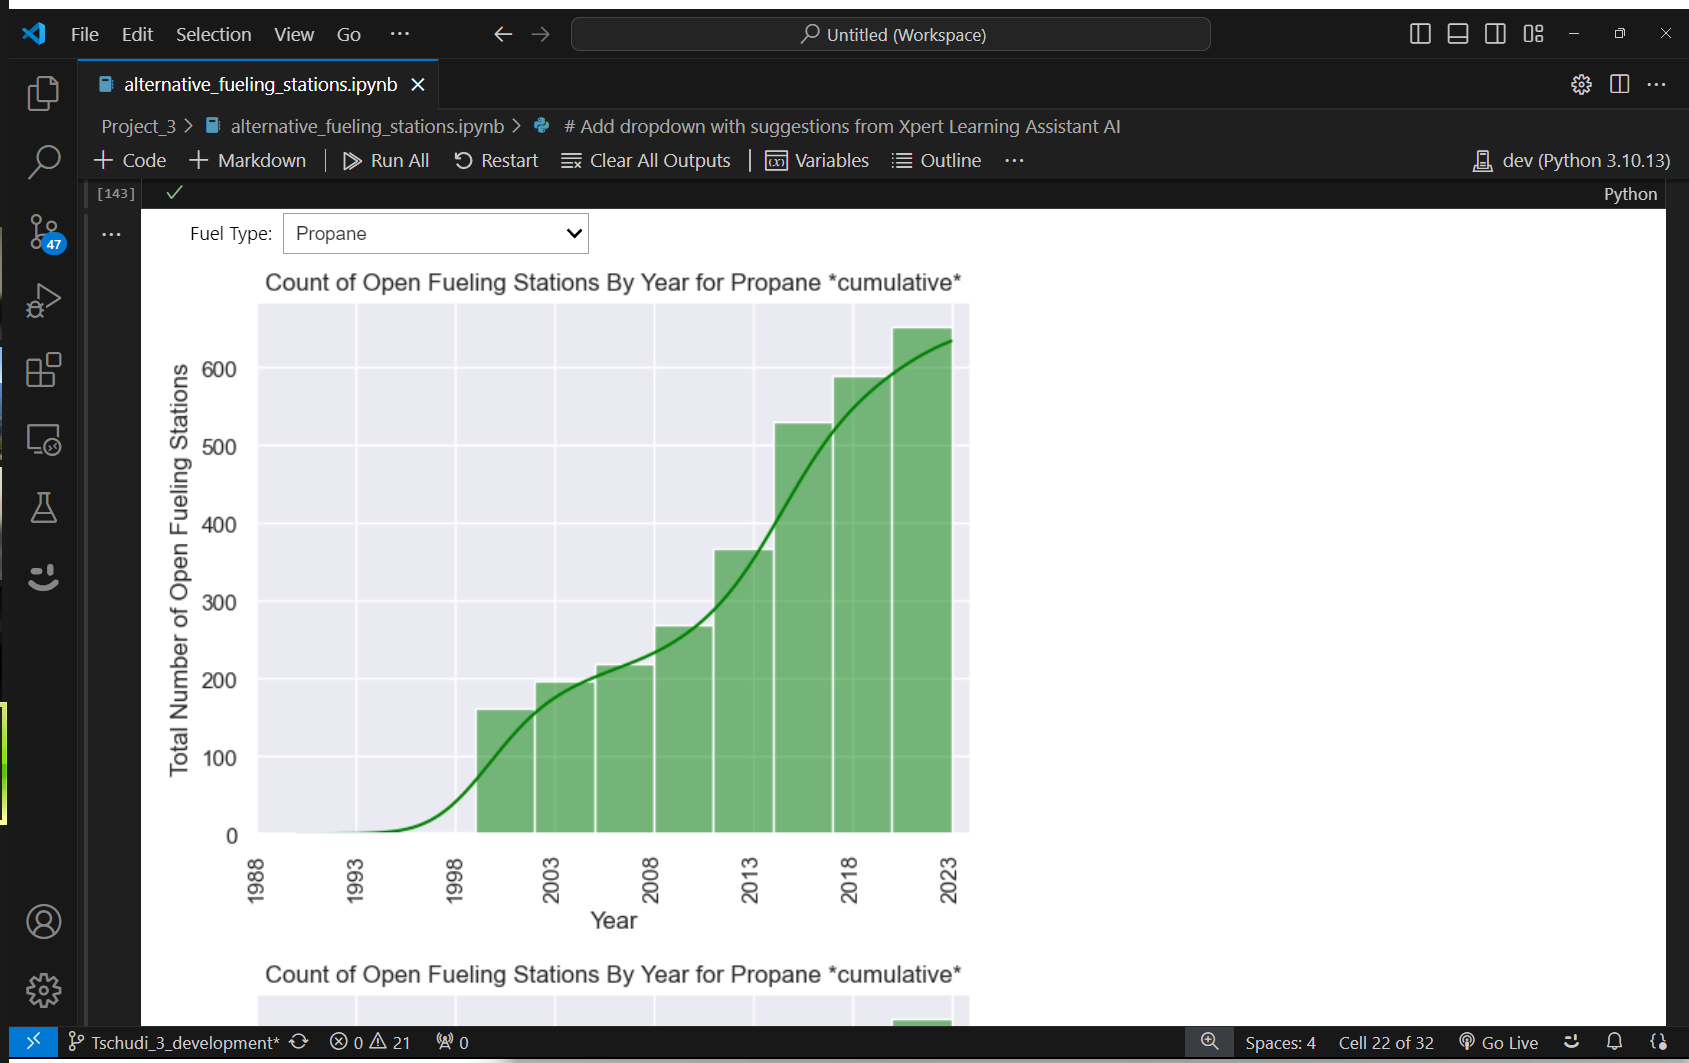 File Edit Selection View Go ···
Untitled (Workspace)
alternative_fueling_stations.ipynb
Project_3 > alternative_fueling_stations.ipynb > # Add dropdown with suggestions from Xpert Learning Assistant AI
+ Code + Markdown | Run All Restart Clear All Outputs | Variables Outline ···
dev (Python 3.10.13)
[143]
Python
47
Fuel Type: Propane
Count of Open Fueling Stations By Year for Propane *cumulative*
Total Number of Open Fueling Stations
600
500
400
300
200
100
0
1988 1993 1998 2003 2008 2013 2018 2023
Year
Count of Open Fueling Stations By Year for Propane *cumulative*
Tschudi_3_development* 0 21 0
Spaces: 4 Cell 22 of 32 Go Live